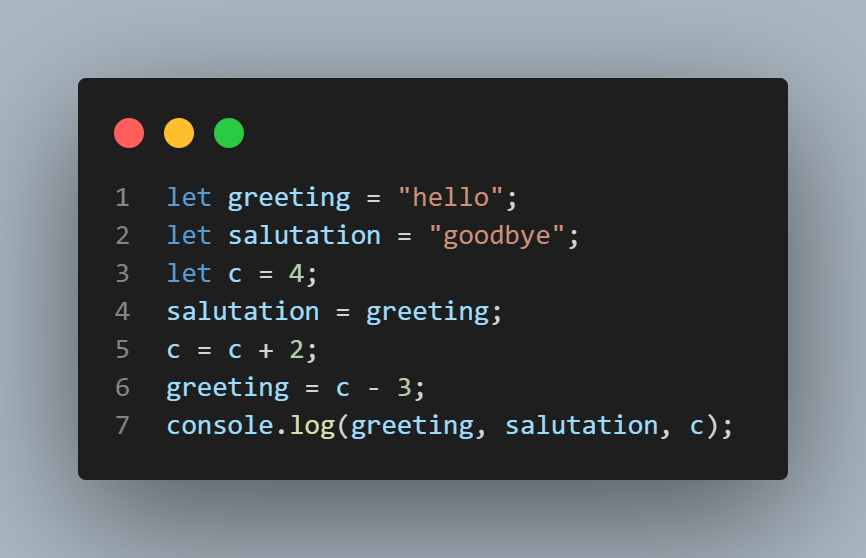 1 let greeting = "hello";
2 let salutation = "goodbye";
3 let c = 4;
4 salutation = greeting;
5 c = c + 2;
6 greeting = c - 3;
7 console.log(greeting, salutation, c);